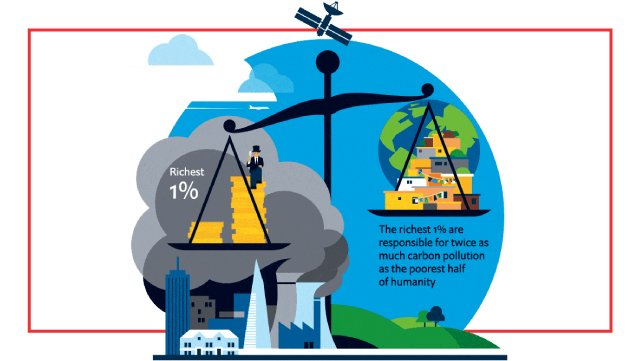 Richest
1%
The richest 1% are
responsible for twice as
much carbon pollution
as the poorest half
of humanity